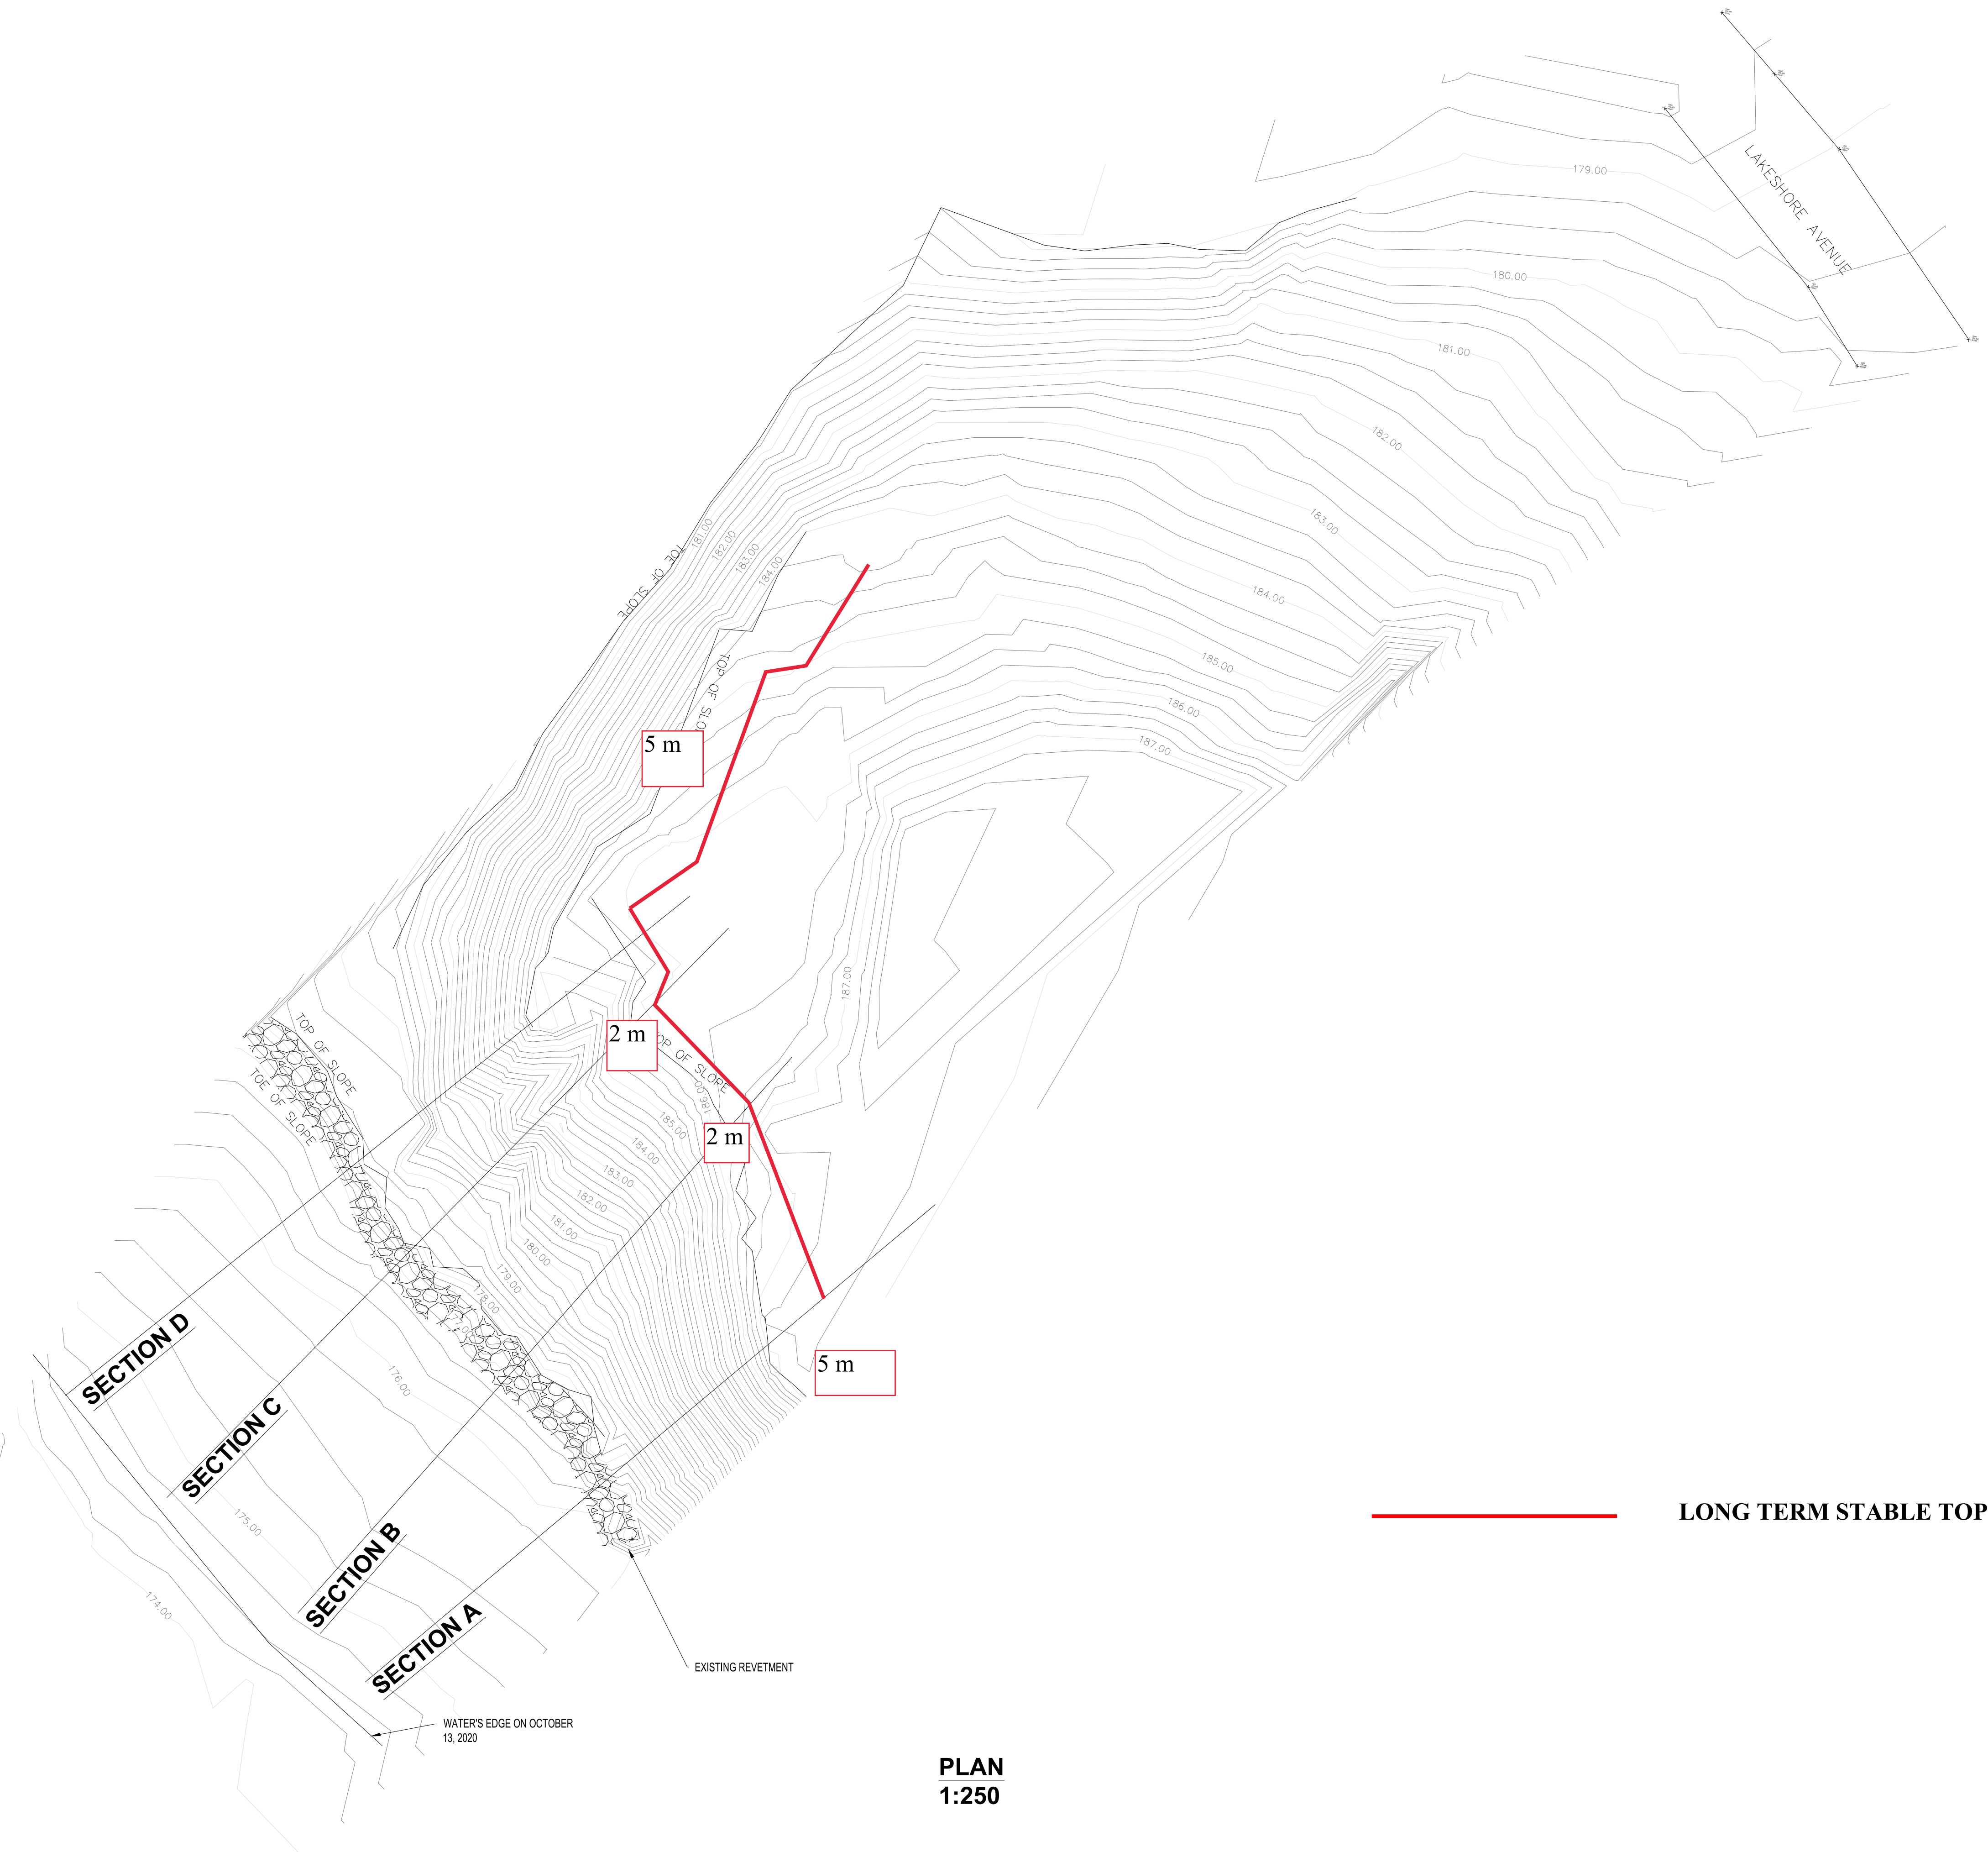 LAKESHORE AVENUE
179.00
180.00
181.00
182.00
183.00
184.00
185.00
186.00
187.00
181.00
182.00
183.00
184.00
TOE OF SLOPE
TOP OF SLO
5 m
187.00
2 m
OP OF SLOPE
186.00
2 m
185.00
184.00
183.00
182.00
181.00
180.00
179.00
178.00
TOP OF SLOPE
TOE OF SLOPE
5 m
176.00
175.00
174.00
SECTION D
SECTION C
SECTION B
SECTION A
LONG TERM STABLE TOP
EXISTING REVETMENT
WATER'S EDGE ON OCTOBER
13, 2020
PLAN
1:250